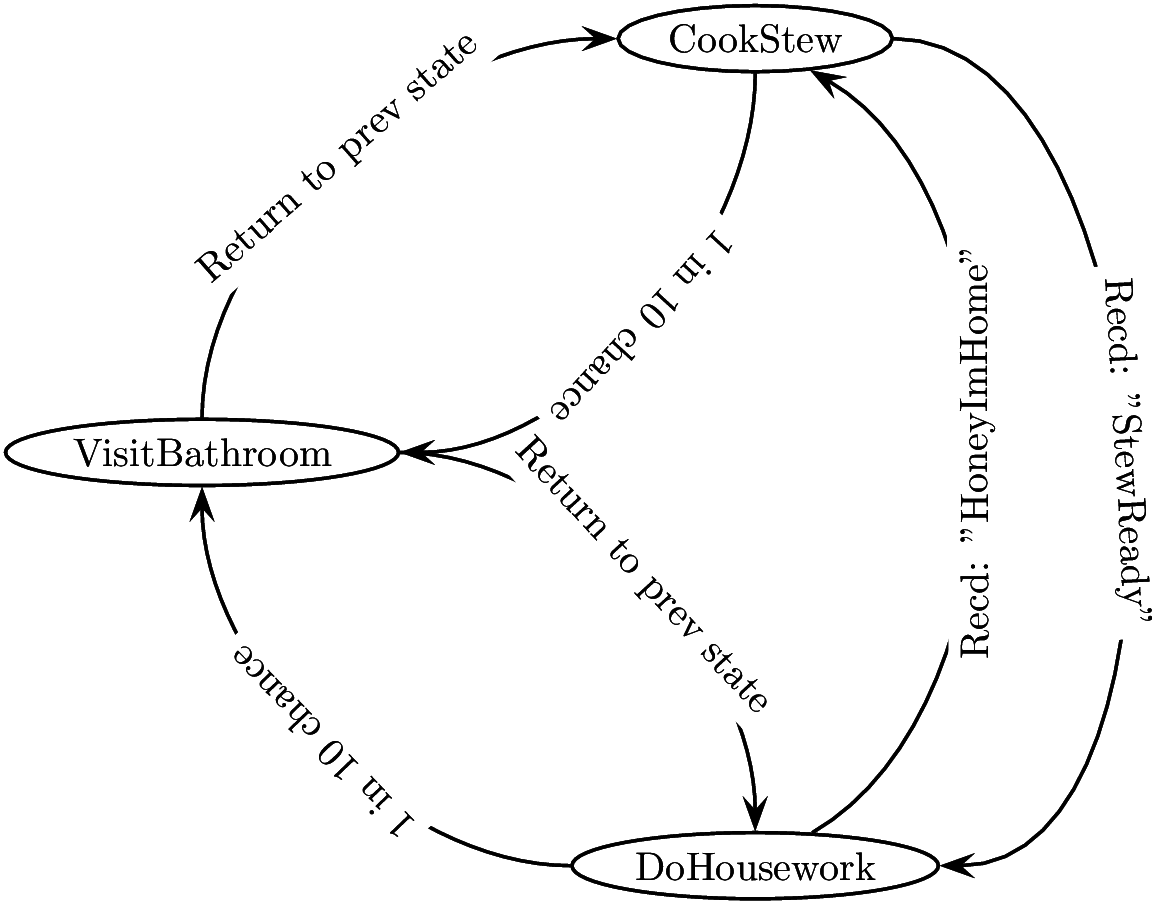 CookStew
Return to prev state
1 in 10 chance
Recd: ”HoneyImHome”
Recd: ”StewReady”
VisitBathroom
Return to prev state
1 in 10 chance
DoHousework